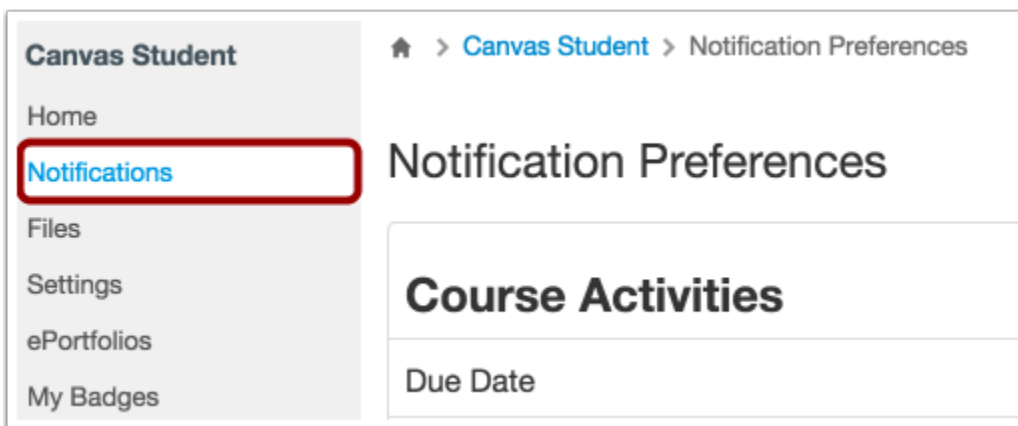 Canvas Student
Home
Notifications
Files
Settings
ePortfolios
My Badges
> Canvas Student > Notification Preferences
Notification Preferences
Course Activities
Due Date